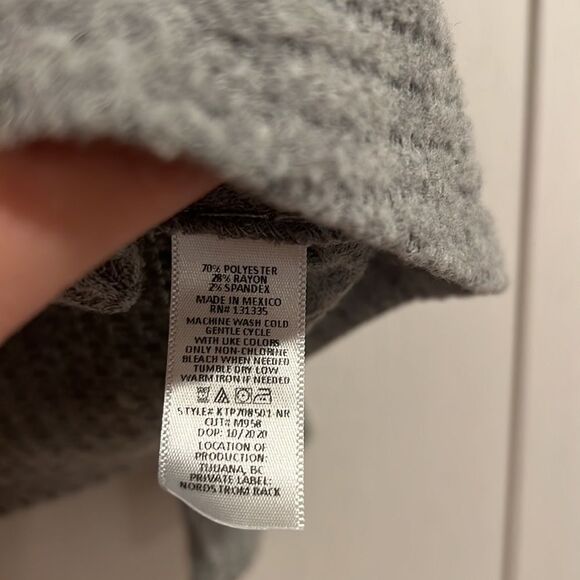 70% POLYESTER
28% RAYON
2% SPANDEX
MADE IN MEXICO
RN# 131335
MACHINE WASH COLD
GENTLE CYCLE
WITH LIKE COLORS
ONLY NON-CHLORINE
BLEACH WHEN NEEDED
TUMBLE DRY LOW
WARM IRON IF NEEDED
STYLE# KTP708501-NR
CUT# M958
DOP: 10/2020
LOCATION OF
PRODUCTION:
TIJUANA, BC
PRIVATE LABEL:
NORDSTROM RACK